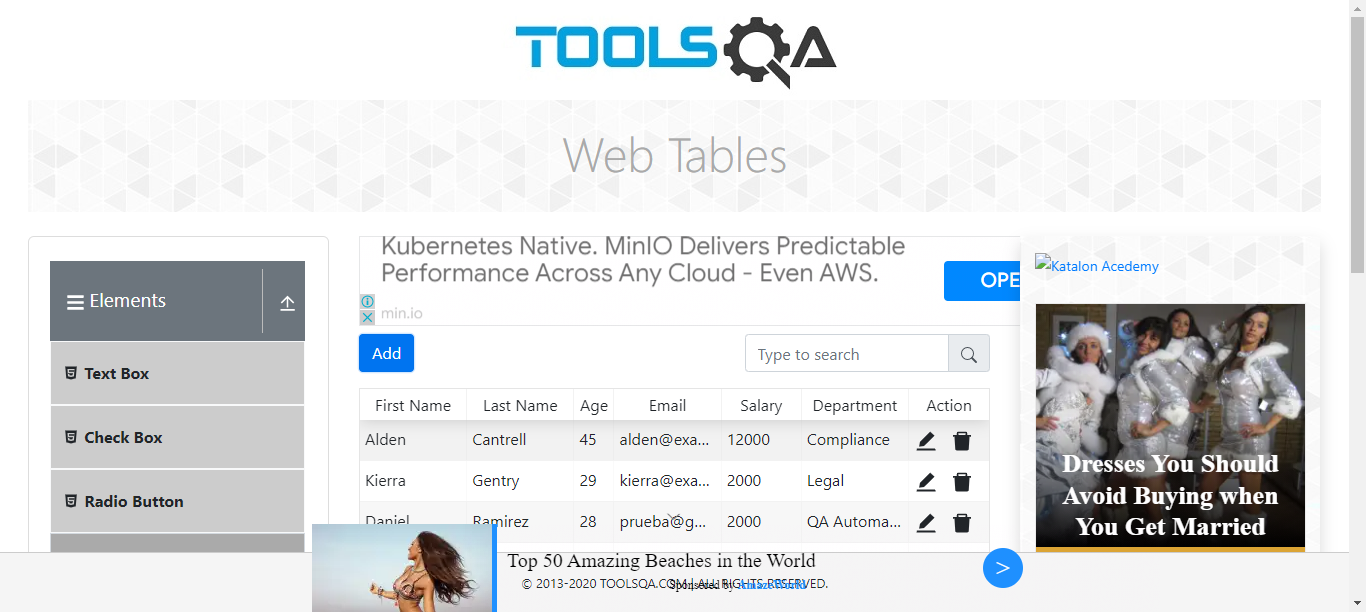 TOOLSQA
Web Tables
Elements
Text Box
Check Box
Radio Button
Kubernetes Native. MinIO Delivers Predictable
Performance Across Any Cloud - Even AWS.
min.io
OPE
Add
Type to search
First Name Last Name Age Email Salary Department Action
Alden Cantrell 45 alden@exa... 12000 Compliance
Kierra Gentry 29 kierra@exa... 2000 Legal
Daniel Ramirez 28 prueba@g... 2000 QA Automa...
Katalon Acedemy
Dresses You Should
Avoid Buying when
You Get Married
Top 50 Amazing Beaches in the World
>
© 2013-2020 TOOLSQA.COM | ALL RIGHTS RESERVED.
Sponsored by